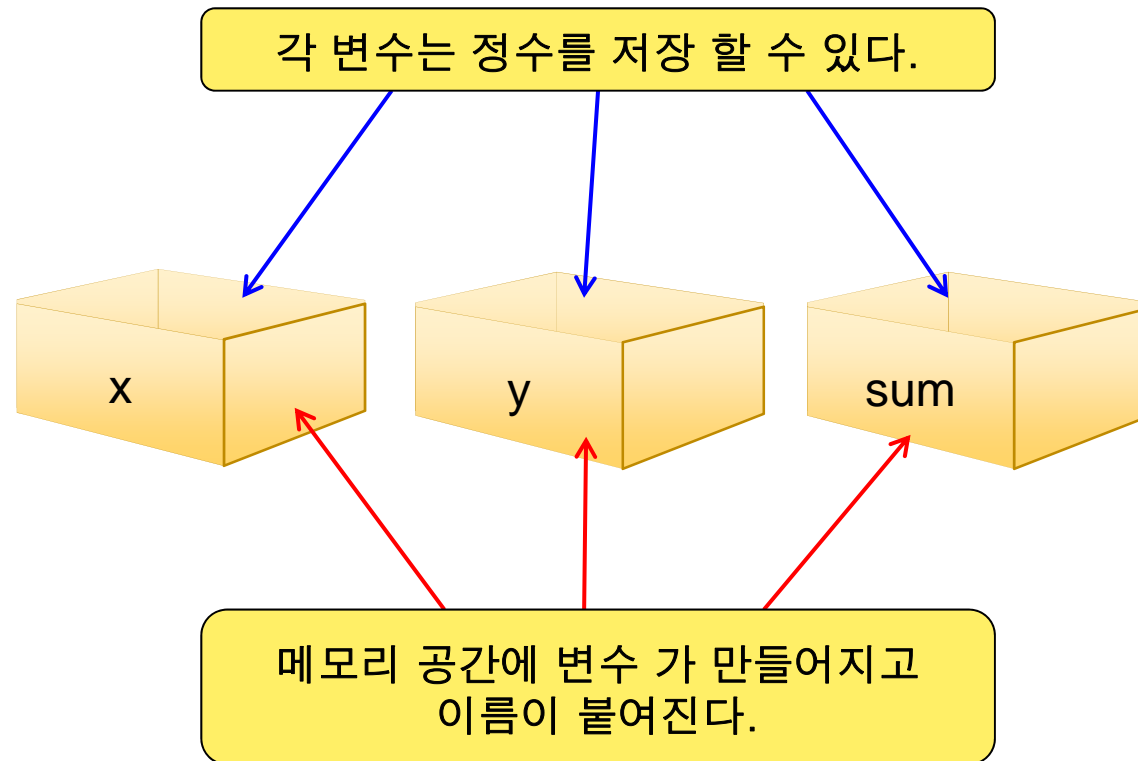 각 변수는 정수를 저장 할 수 있다.
x
y
sum
메모리 공간에 변수 가 만들어지고
이름이 붙여진다.